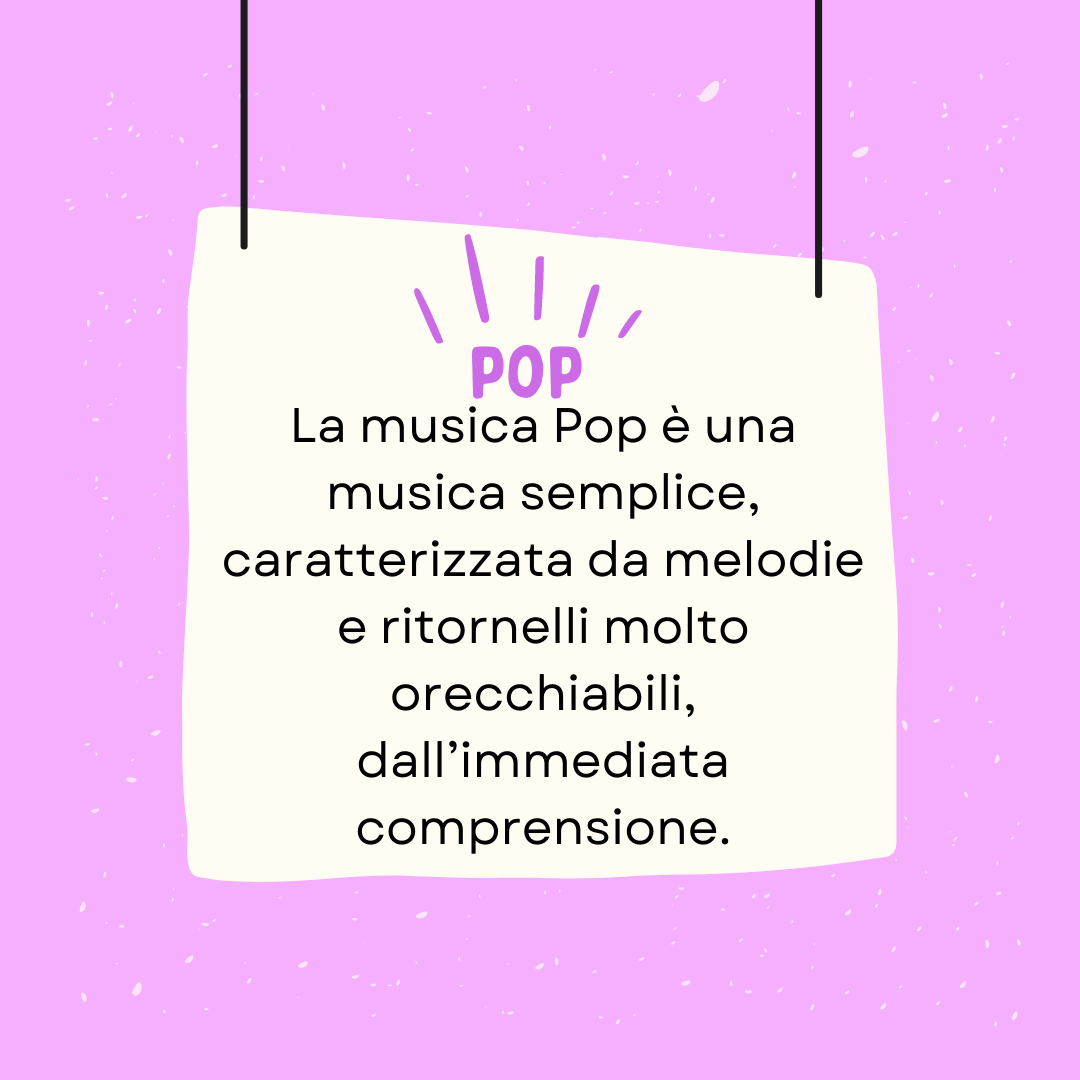 POP
La musica Pop è una
musica semplice,
caratterizzata da melodie
e ritornelli molto
orecchiabili,
dall’immediata
comprensione.